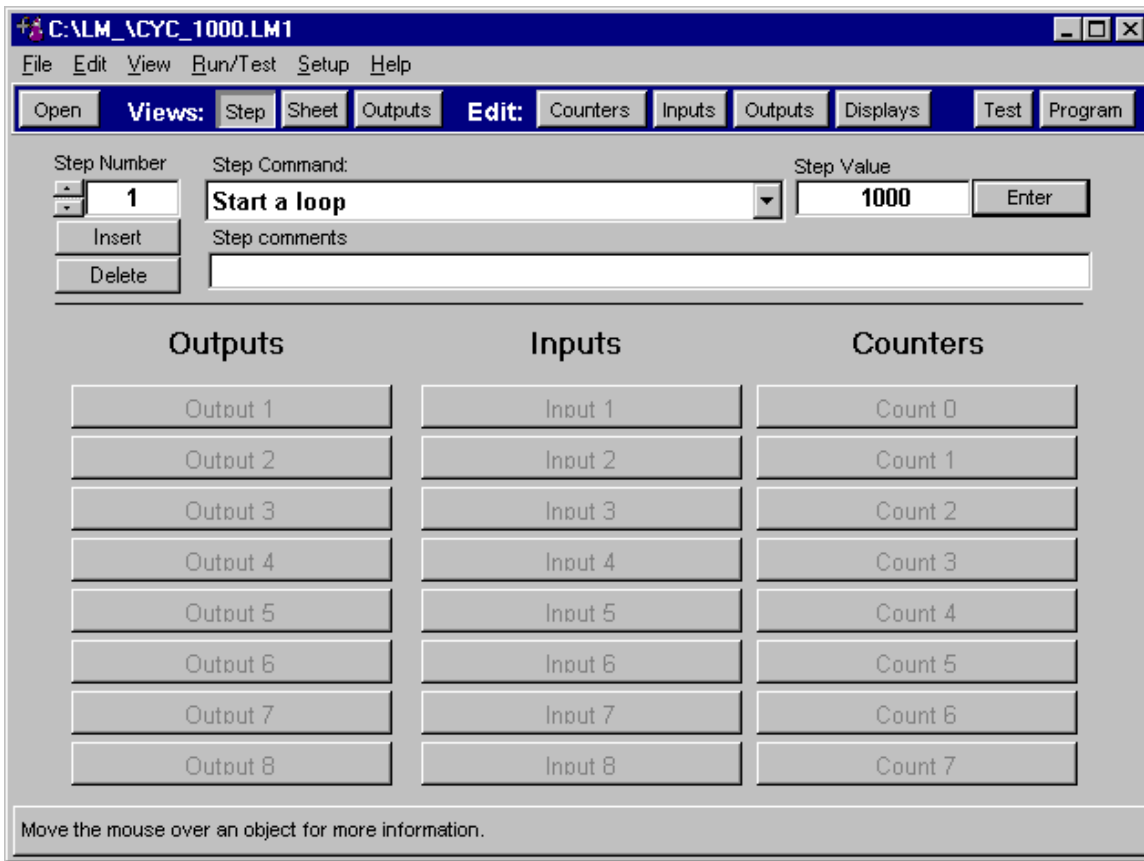 C:\LM_\CYC_1000.LM1
File Edit View Run/Test Setup Help
Open Views: Step Sheet Outputs Edit: Counters Inputs Outputs Displays Test Program
Step Number Step Command: Step Value
1 Start a loop 1000 Enter
Insert Step comments
Delete
Outputs Inputs Counters
Output 1 Input 1 Count 0
Output 2 Input 2 Count 1
Output 3 Input 3 Count 2
Output 4 Input 4 Count 3
Output 5 Input 5 Count 4
Output 6 Input 6 Count 5
Output 7 Input 7 Count 6
Output 8 Input 8 Count 7
Move the mouse over an object for more information.